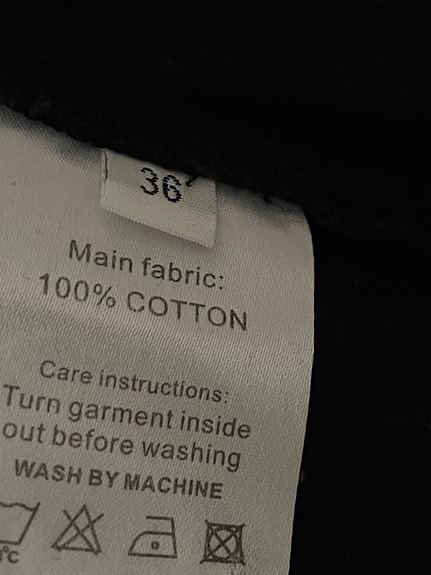 36
Main fabric:
100% COTTON
Care instructions:
Turn garment inside
out before washing
WASH BY MACHINE
°C